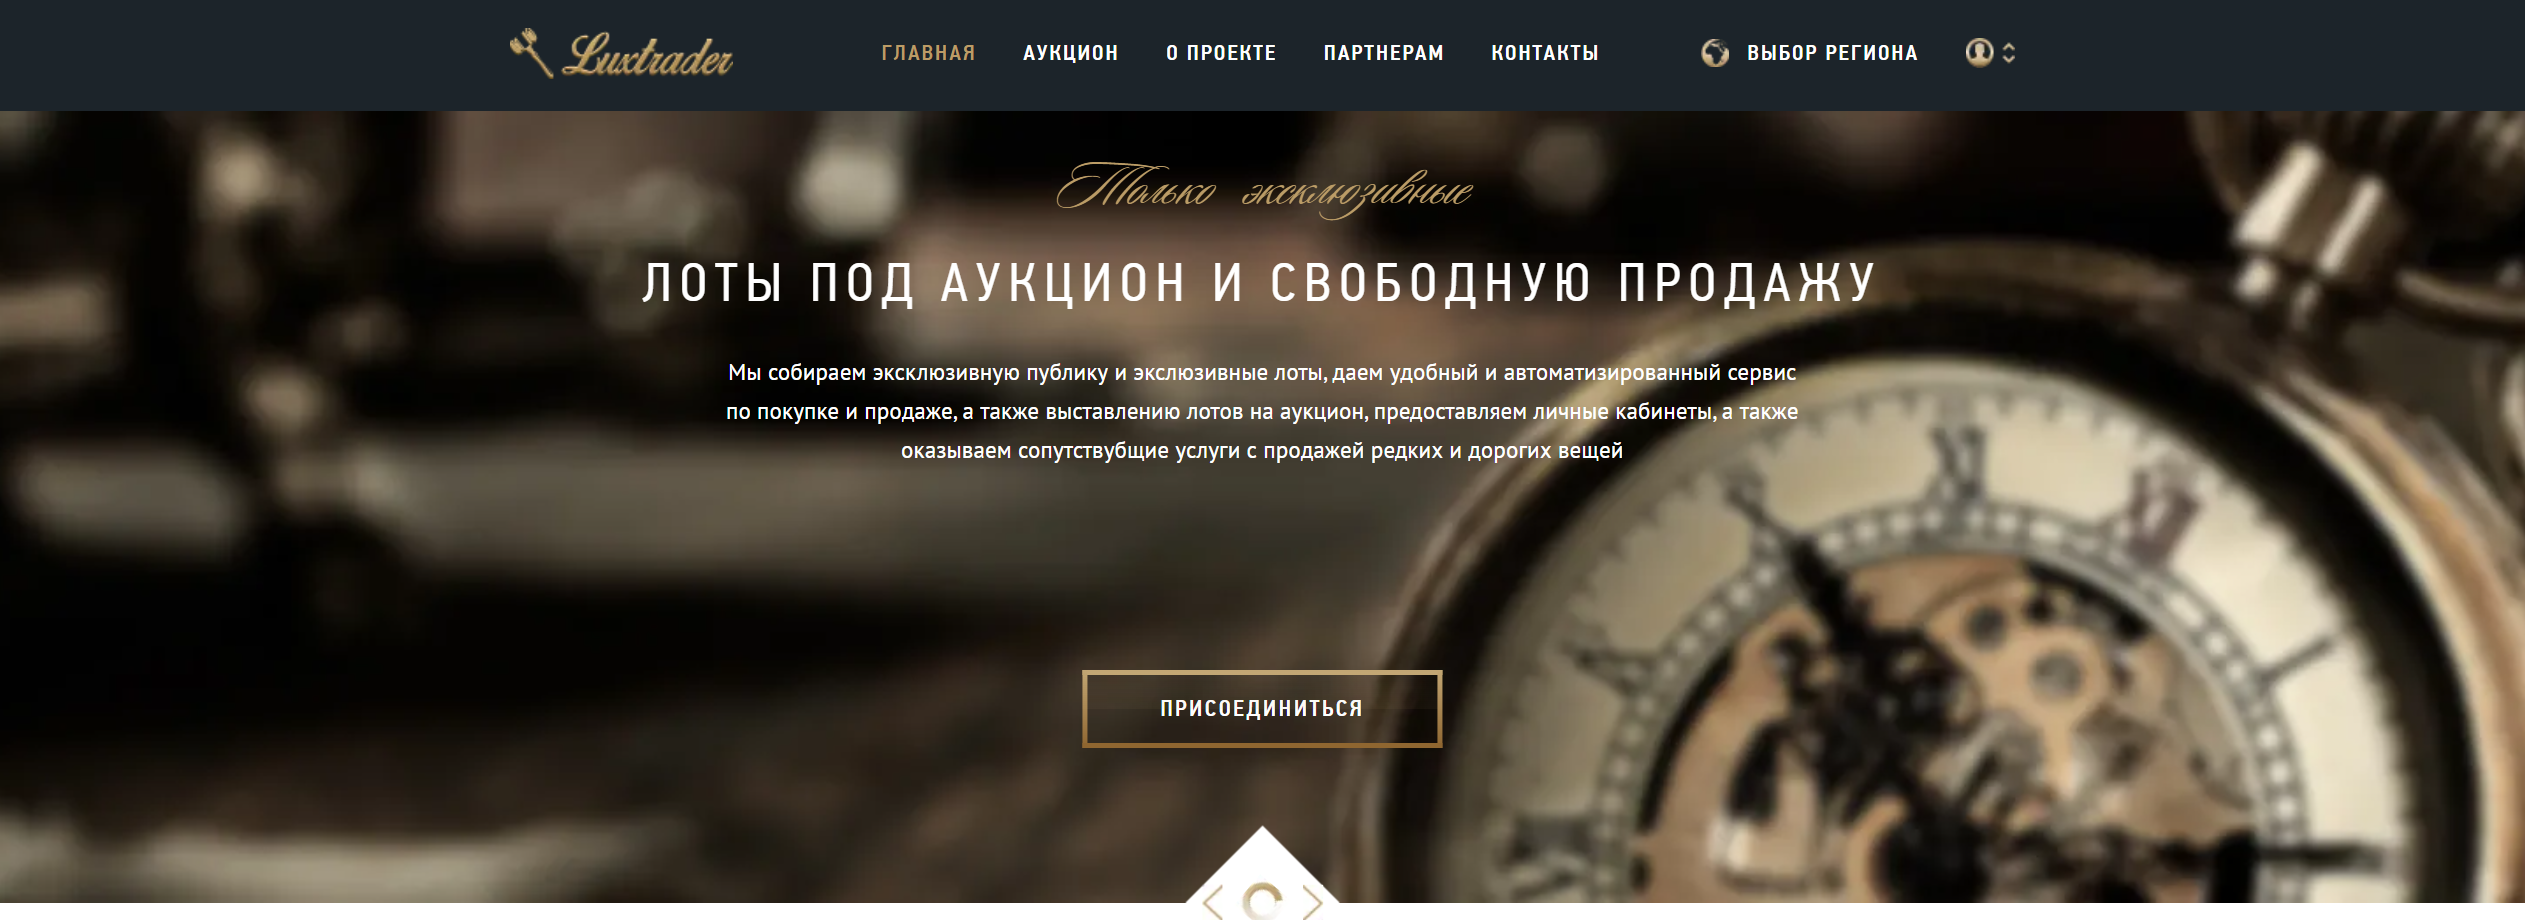 Luxtrader
ГЛАВНАЯ
АУКЦИОН
О ПРОЕКТЕ
ПАРТНЕРАМ
КОНТАКТЫ
ВЫБОР РЕГИОНА
Только эксклюзивные
ЛОТЫ ПОД АУКЦИОН И СВОБОДНУЮ ПРОДАЖУ
Мы собираем эксклюзивную публику и экслюзивные лоты, даем удобный и автоматизированный сервис
по покупке и продаже, а также выставлению лотов на аукцион, предоставляем личные кабинеты, а также
оказываем сопутствубщие услуги с продажей редких и дорогих вещей
ПРИСОЕДИНИТЬСЯ